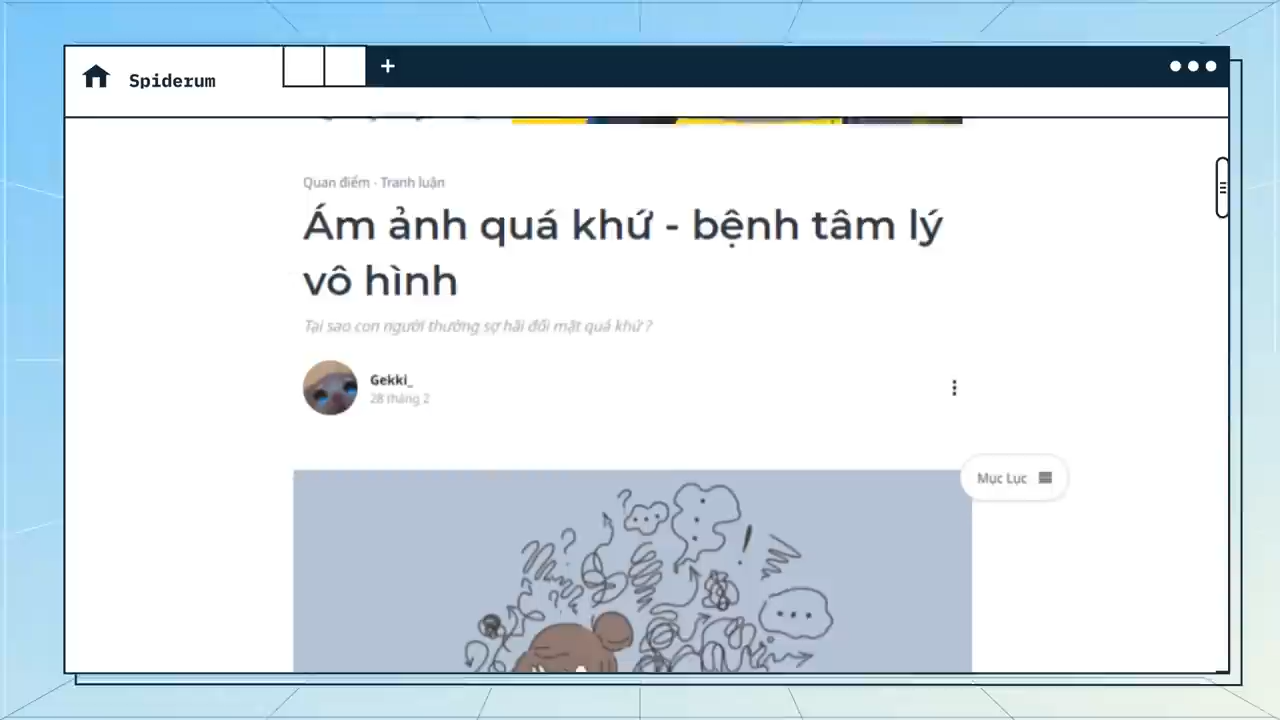 Spiderum
Quan điểm · Tranh luận
Ám ảnh quá khứ - bệnh tâm lý
vô hình
Tại sao con người thường sợ hãi đối mặt quá khứ ?
Gekki_
28 tháng 2
Mục Lục